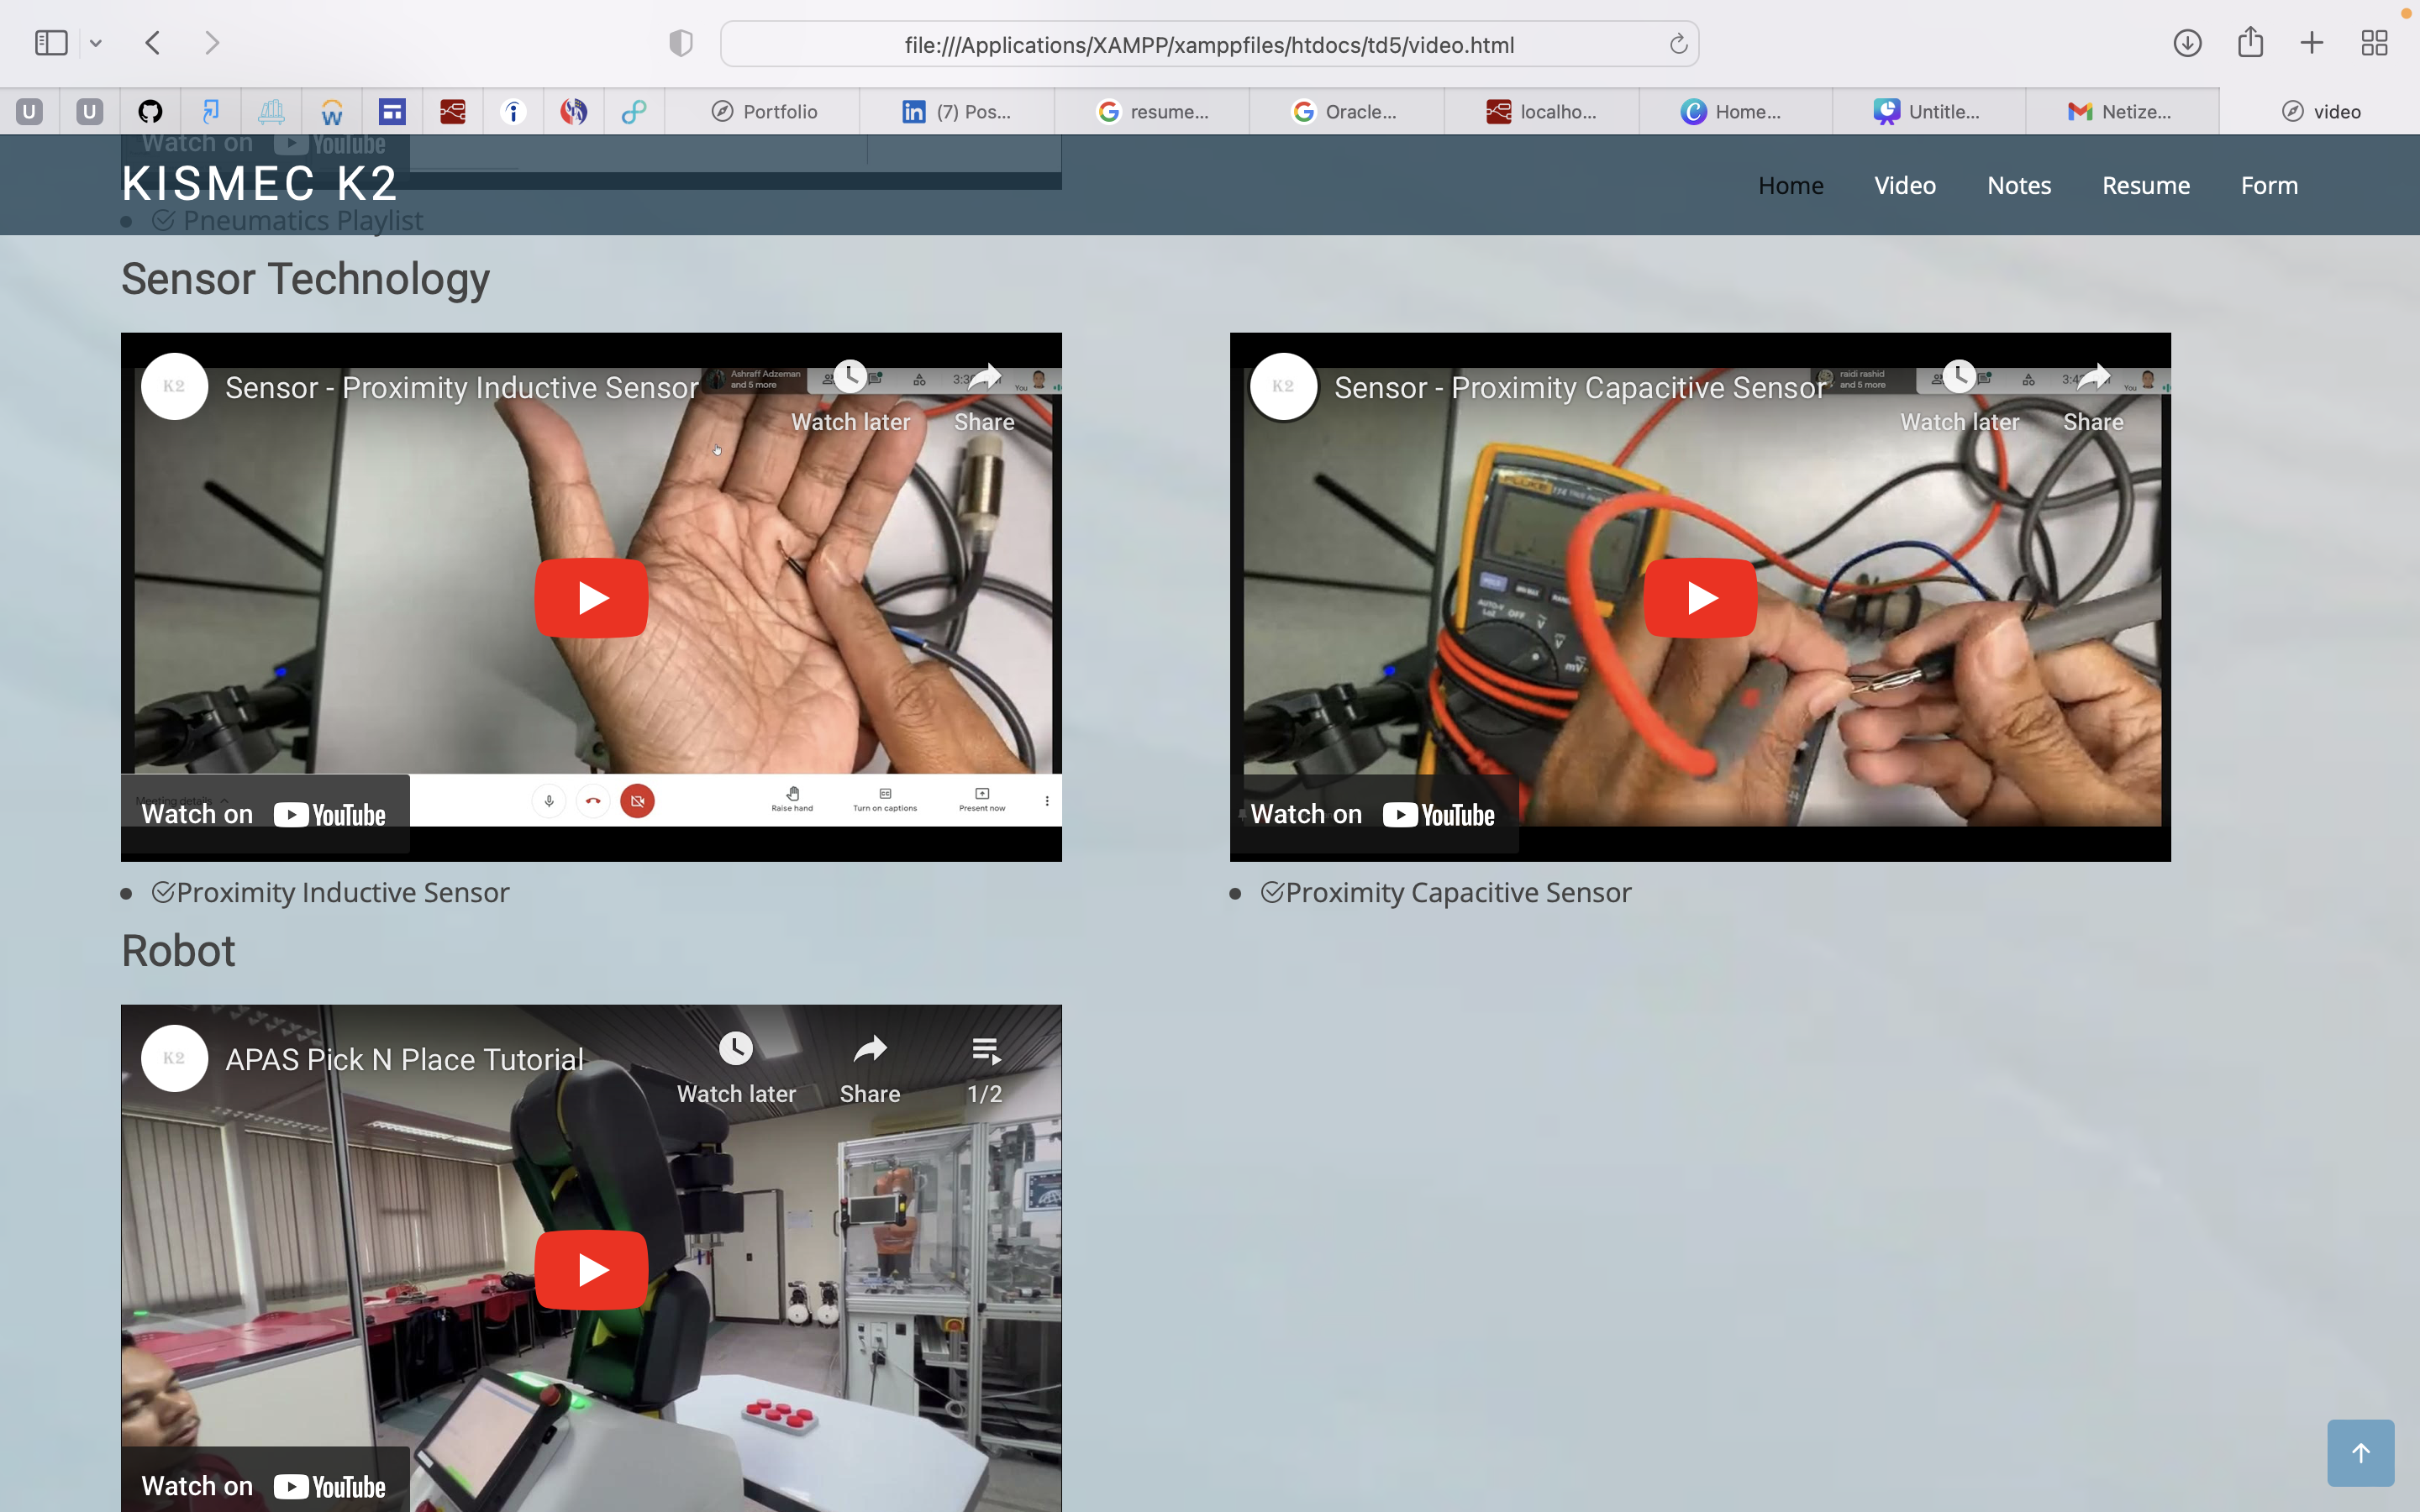 file:///Applications/XAMPP/xamppfiles/htdocs/td5/video.html
U U Portfolio (7) Pos... resume... Oracle... localho... Home... Untitle... Netize... video
Watch on YouTube
KISMEC K2 Home Video Notes Resume Form
Pneumatics Playlist
Sensor Technology
K2 Sensor - Proximity Inductive Sensor
Ashraff Adzeman
and 5 more
You
Watch later Share
Raise hand Turn on captions Present now
Watch on YouTube
Proximity Inductive Sensor
K2 Sensor - Proximity Capacitive Sensor
raidi rashid
and 5 more
You
Watch later Share
FLUKE
Watch on YouTube
Proximity Capacitive Sensor
Robot
K2 APAS Pick N Place Tutorial
Watch later Share 1/2
Watch on YouTube